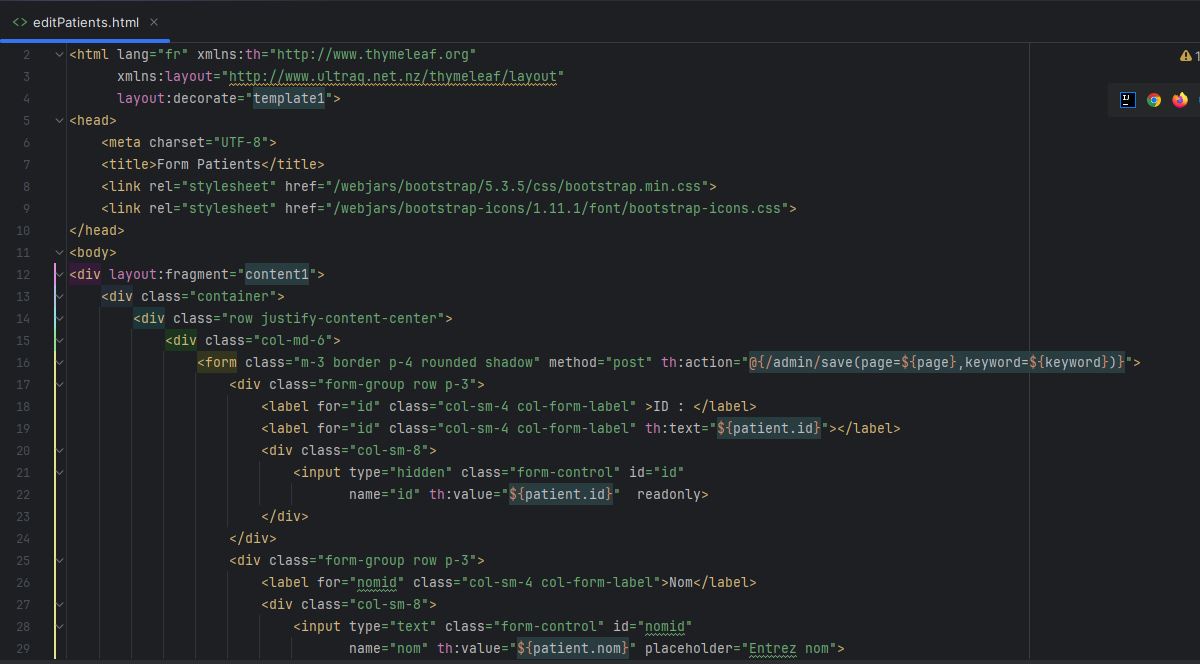 <> editPatients.html ×
2 <html lang="fr" xmlns:th="http://www.thymeleaf.org"
1
3 xmlns:layout="http://www.ultraq.net.nz/thymeleaf/layout"
4 layout:decorate="template1">
5 <head>
6 <meta charset="UTF-8">
7 <title>Form Patients</title>
8 <link rel="stylesheet" href="/webjars/bootstrap/5.3.5/css/bootstrap.min.css">
9 <link rel="stylesheet" href="/webjars/bootstrap-icons/1.11.1/font/bootstrap-icons.css">
10 </head>
11 <body>
12 <div layout:fragment="content1">
13 <div class="container">
14 <div class="row justify-content-center">
15 <div class="col-md-6">
16 <form class="m-3 border p-4 rounded shadow" method="post" th:action="@{/admin/save(page=${page},keyword=${keyword})}">
17 <div class="form-group row p-3">
18 <label for="id" class="col-sm-4 col-form-label" >ID : </label>
19 <label for="id" class="col-sm-4 col-form-label" th:text="${patient.id}"></label>
20 <div class="col-sm-8">
21 <input type="hidden" class="form-control" id="id"
22 name="id" th:value="${patient.id}"  readonly>
23 </div>
24 </div>
25 <div class="form-group row p-3">
26 <label for="nomid" class="col-sm-4 col-form-label">Nom</label>
27 <div class="col-sm-8">
28 <input type="text" class="form-control" id="nomid"
29 name="nom" th:value="${patient.nom}" placeholder="Entrez nom">